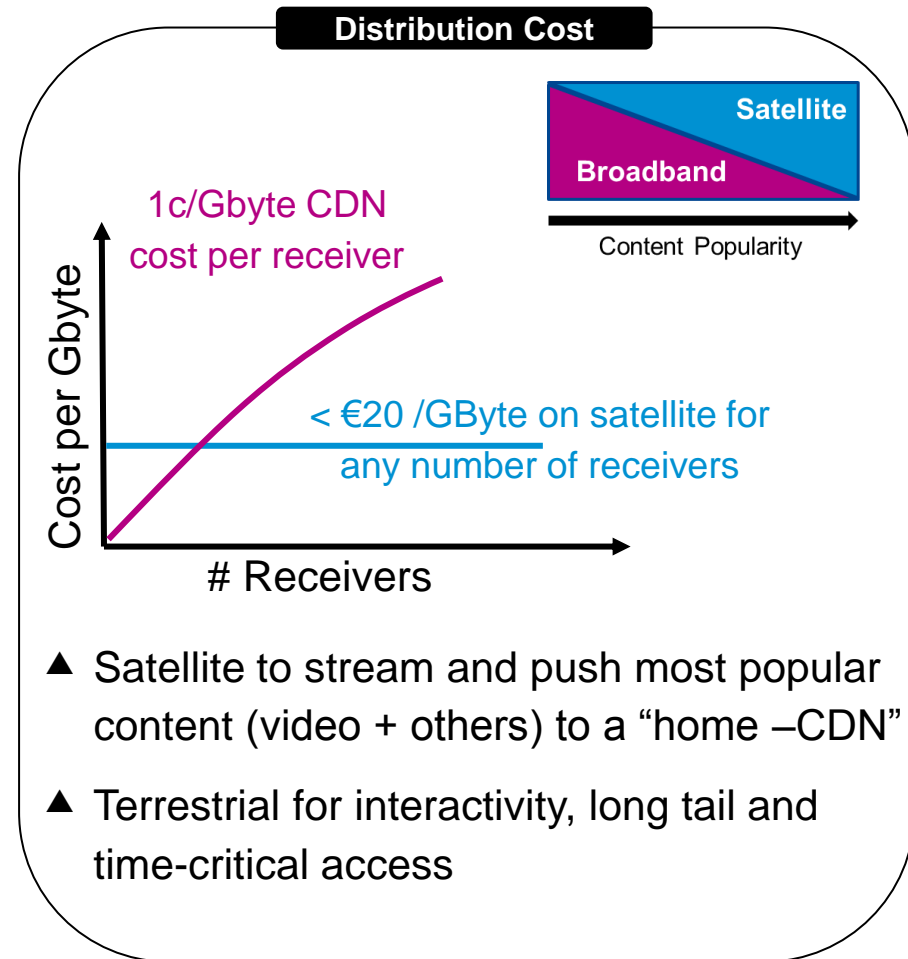 Distribution Cost
Satellite
Broadband
Content Popularity
1c/Gbyte CDN
cost per receiver
Cost per Gbyte
< €20 /GByte on satellite for
any number of receivers
# Receivers
▲ Satellite to stream and push most popular
content (video + others) to a “home –CDN”
▲ Terrestrial for interactivity, long tail and
time-critical access